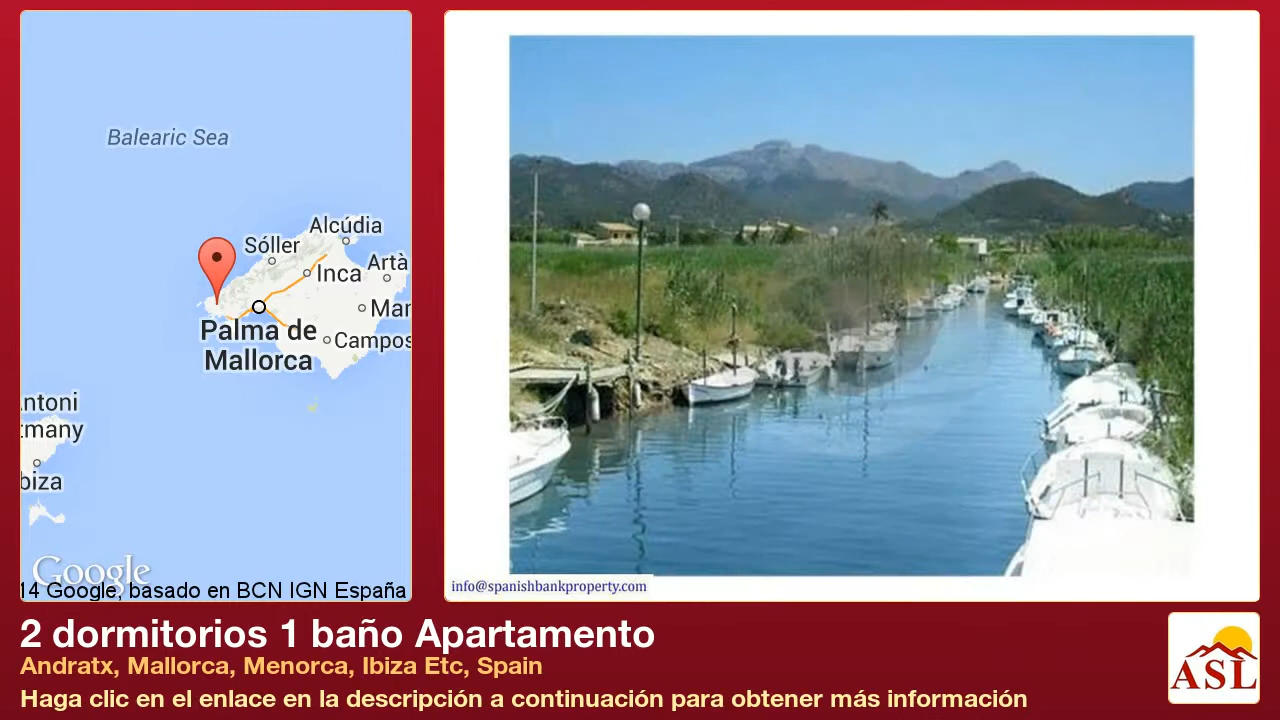 Balearic Sea
Alcúdia
Sóller
Artà
Inca
Mar
Palma de
Mallorca
Campos
ntoni
tmany
biza
Google
14 Google, basado en BCN IGN España
info@spanishbankproperty.com
2 dormitorios 1 baño Apartamento
Andratx, Mallorca, Menorca, Ibiza Etc, Spain
Haga clic en el enlace en la descripción a continuación para obtener más información
ASL